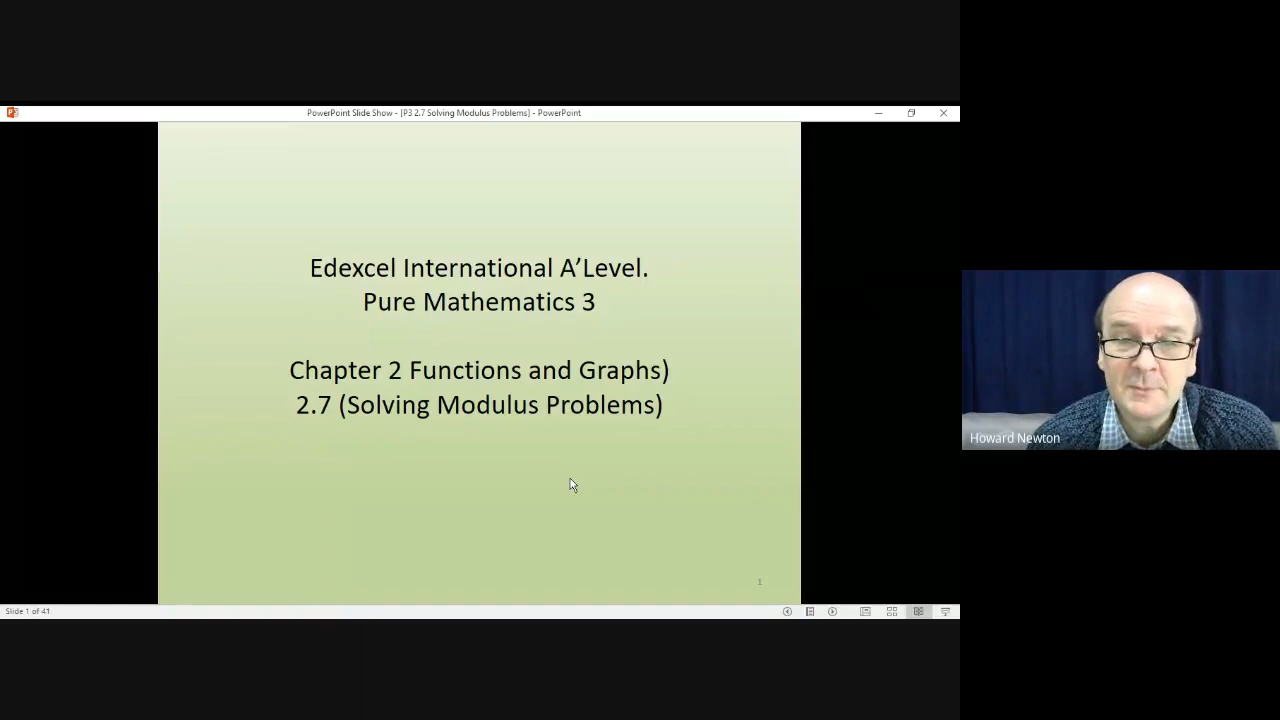 PowerPoint Slide Show - [P3 2.7 Solving Modulus Problems] - PowerPoint
Edexcel International A’Level.
Pure Mathematics 3
Chapter 2 Functions and Graphs)
2.7 (Solving Modulus Problems)
1
Slide 1 of 41
Howard Newton